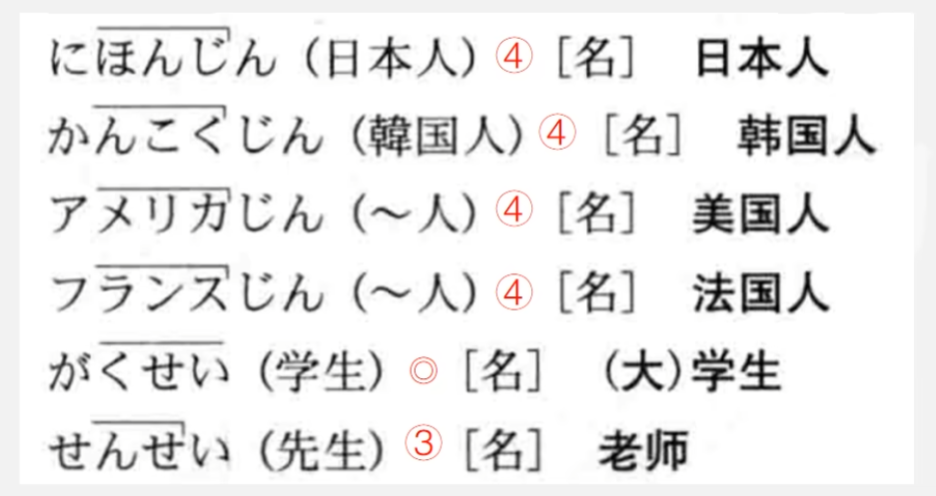 にほんじん（日本人）④［名］ 日本人
かんこくじん（韓国人）④［名］ 韩国人
アメリカじん（～人）④［名］ 美国人
フランスじん（～人）④［名］ 法国人
がくせい（学生）◎［名］ （大）学生
せんせい（先生）③［名］ 老师